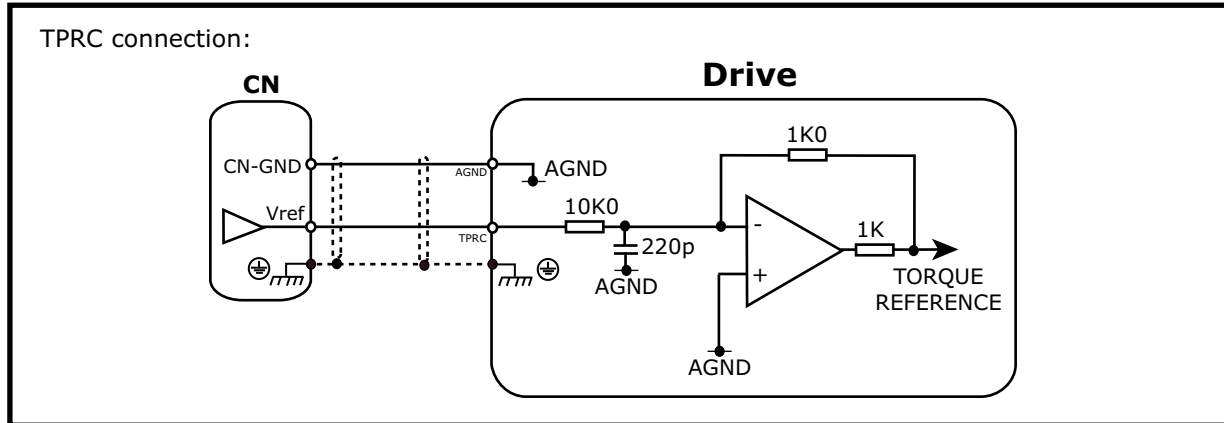 TPRC connection:
CN
Drive
CN-GND
AGND
AGND
1K0
Vref
TPRC
10K0
220p
AGND
-
+
1K
TORQUE
REFERENCE
AGND